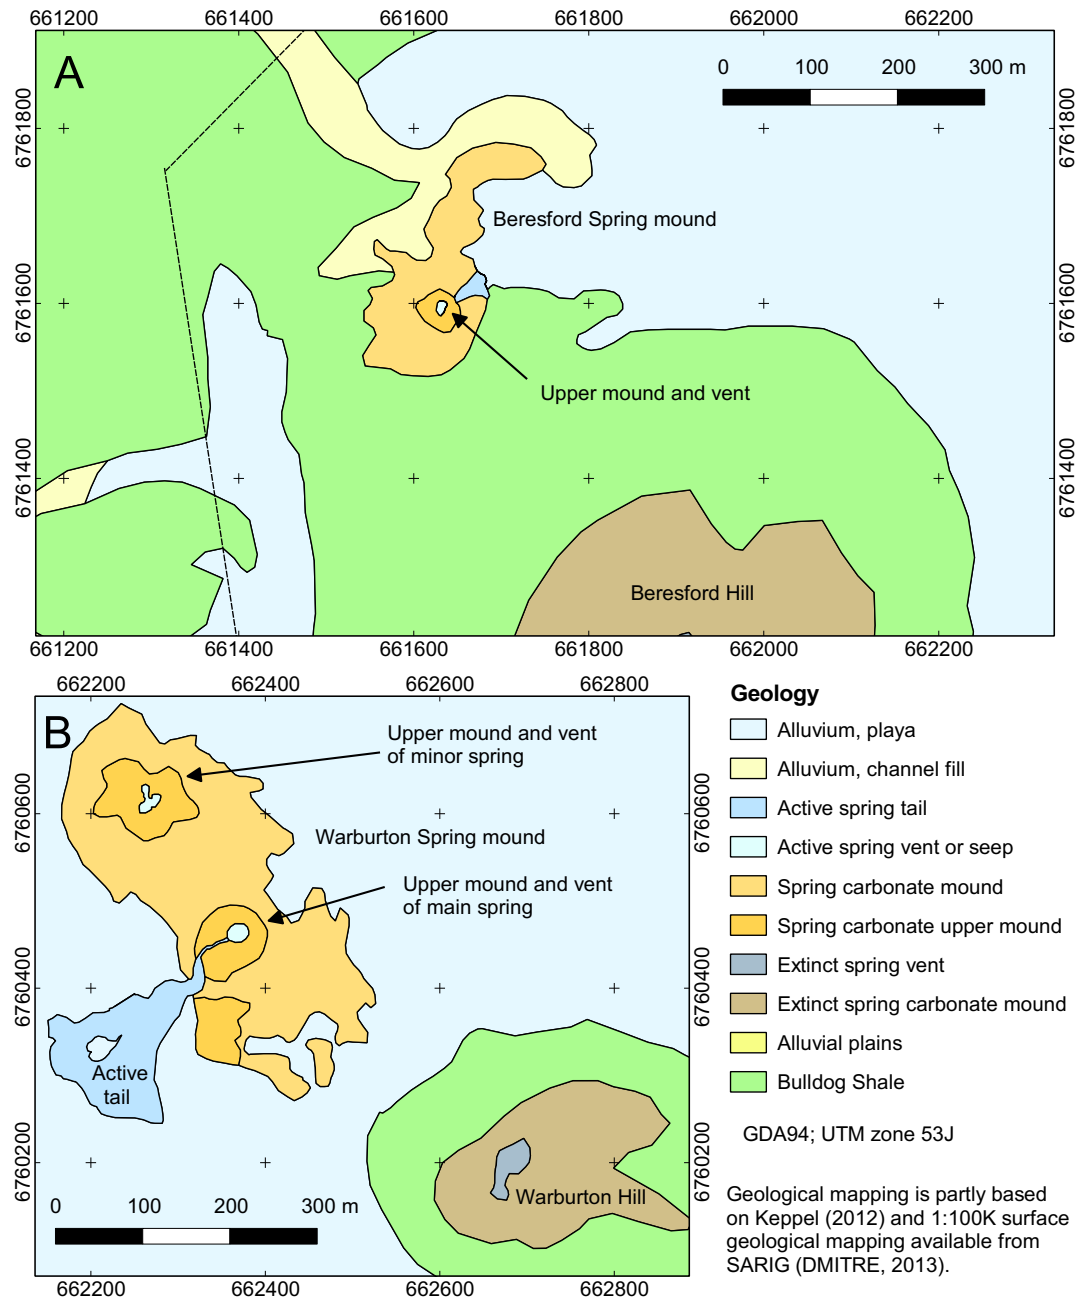 661200 661400 661600 661800 662000 662200
A
0 100 200 300 m
6761800
6761600
6761400
6761800
6761600
6761400
Beresford Spring mound
Upper mound and vent
Beresford Hill
661200 661400 661600 661800 662000 662200
662200 662400 662600 662800
B
Upper mound and vent
of minor spring
Warburton Spring mound
Upper mound and vent
of main spring
Active
tail
Warburton Hill
6760600
6760400
6760200
6760600
6760400
6760200
0 100 200 300 m
662200 662400 662600 662800
Geology
Alluvium, playa
Alluvium, channel fill
Active spring tail
Active spring vent or seep
Spring carbonate mound
Spring carbonate upper mound
Extinct spring vent
Extinct spring carbonate mound
Alluvial plains
Bulldog Shale
GDA94; UTM zone 53J
Geological mapping is partly based
on Keppel (2012) and 1:100K surface
geological mapping available from
SARIG (DMITRE, 2013).